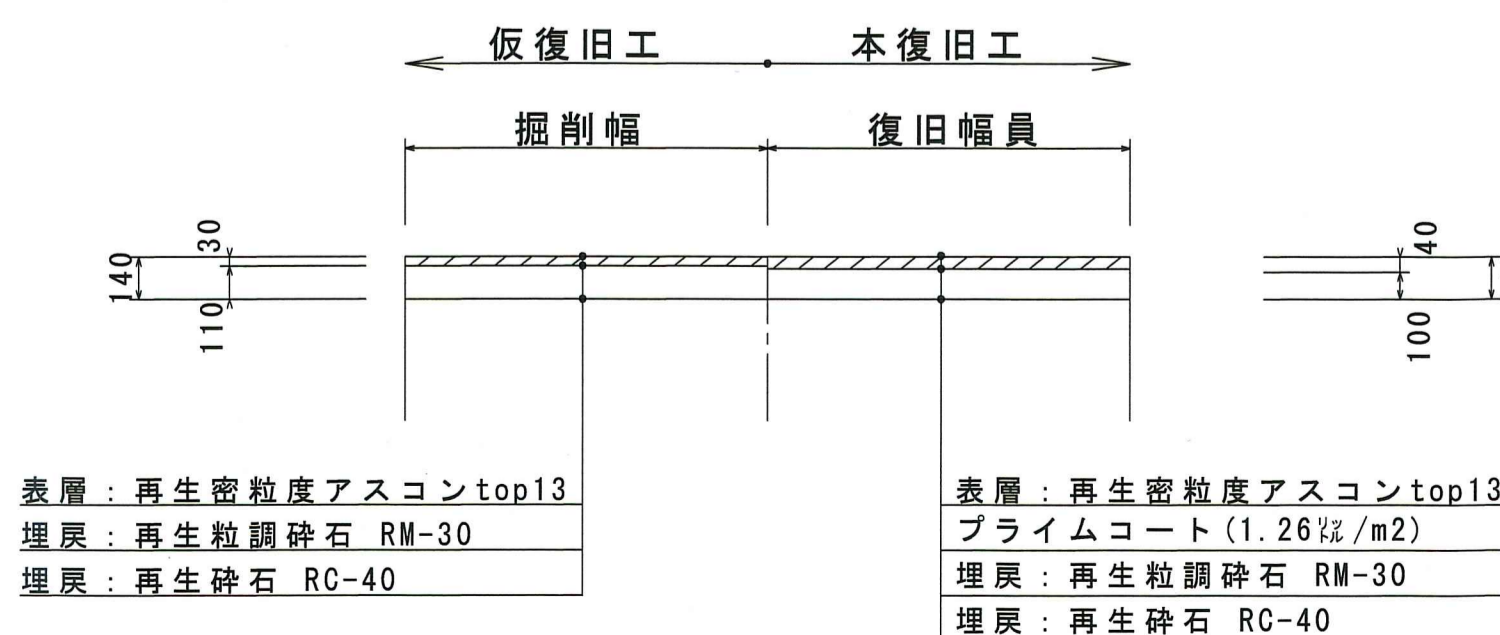 仮復旧工 本復旧工
掘削幅 復旧幅員
30
140
110
40
100
表層：再生密粒度アスコンtop13
埋戻：再生粒調砕石 RM-30
埋戻：再生砕石 RC-40
表層：再生密粒度アスコンtop13
プライムコート(1.26㍑/m2)
埋戻：再生粒調砕石 RM-30
埋戻：再生砕石 RC-40